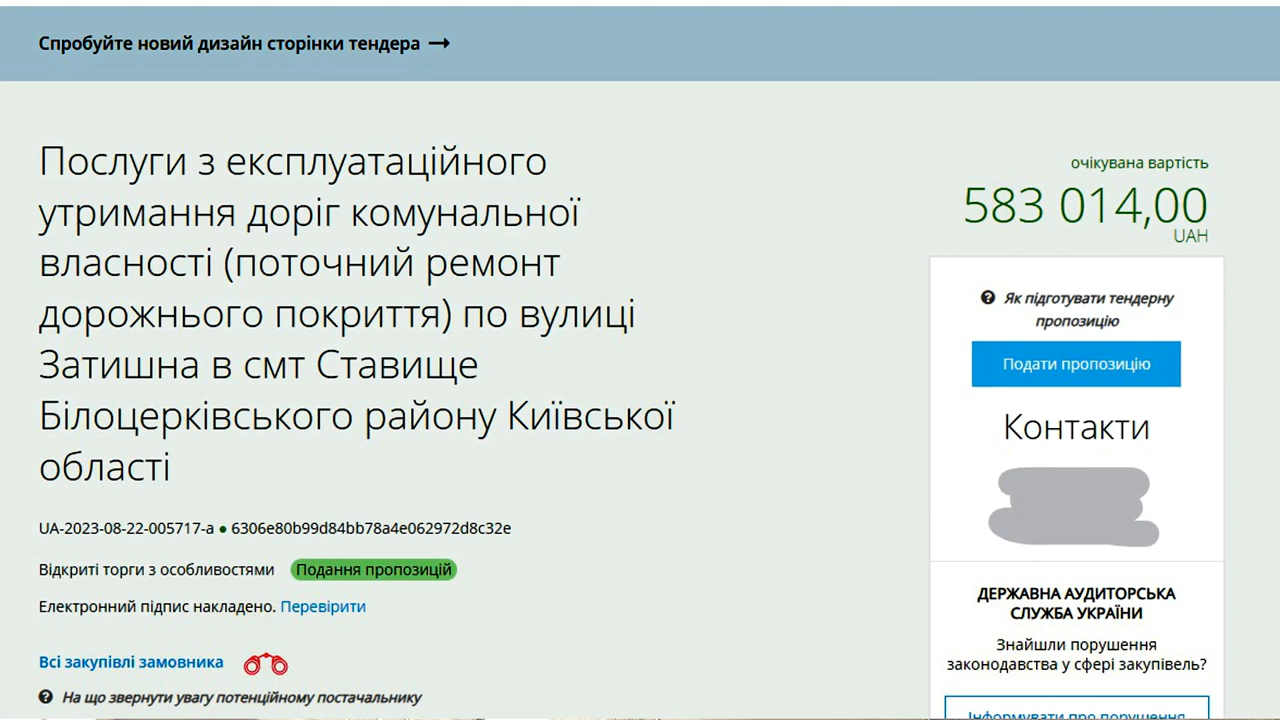 Спробуйте новий дизайн сторінки тендера →
Послуги з експлуатаційного
утримання доріг комунальної
власності (поточний ремонт
дорожнього покриття) по вулиці
Затишна в смт Ставище
Білоцерківського району Київської
області
UA-2023-08-22-005717-a ● 6306e80b99d84bb78a4e062972d8c32e
Відкриті торги з особливостями Подання пропозицій
Електронний підпис накладено. Перевірити
Всі закупівлі замовника
На що звернути увагу потенційному постачальнику
очікувана вартість
583 014,00
UAH
Як підготувати тендерну
пропозицію
Подати пропозицію
Контакти
ДЕРЖАВНА АУДИТОРСЬКА
СЛУЖБА УКРАЇНИ
Знайшли порушення
законодавства у сфері закупівель?
Інформувати про порушення